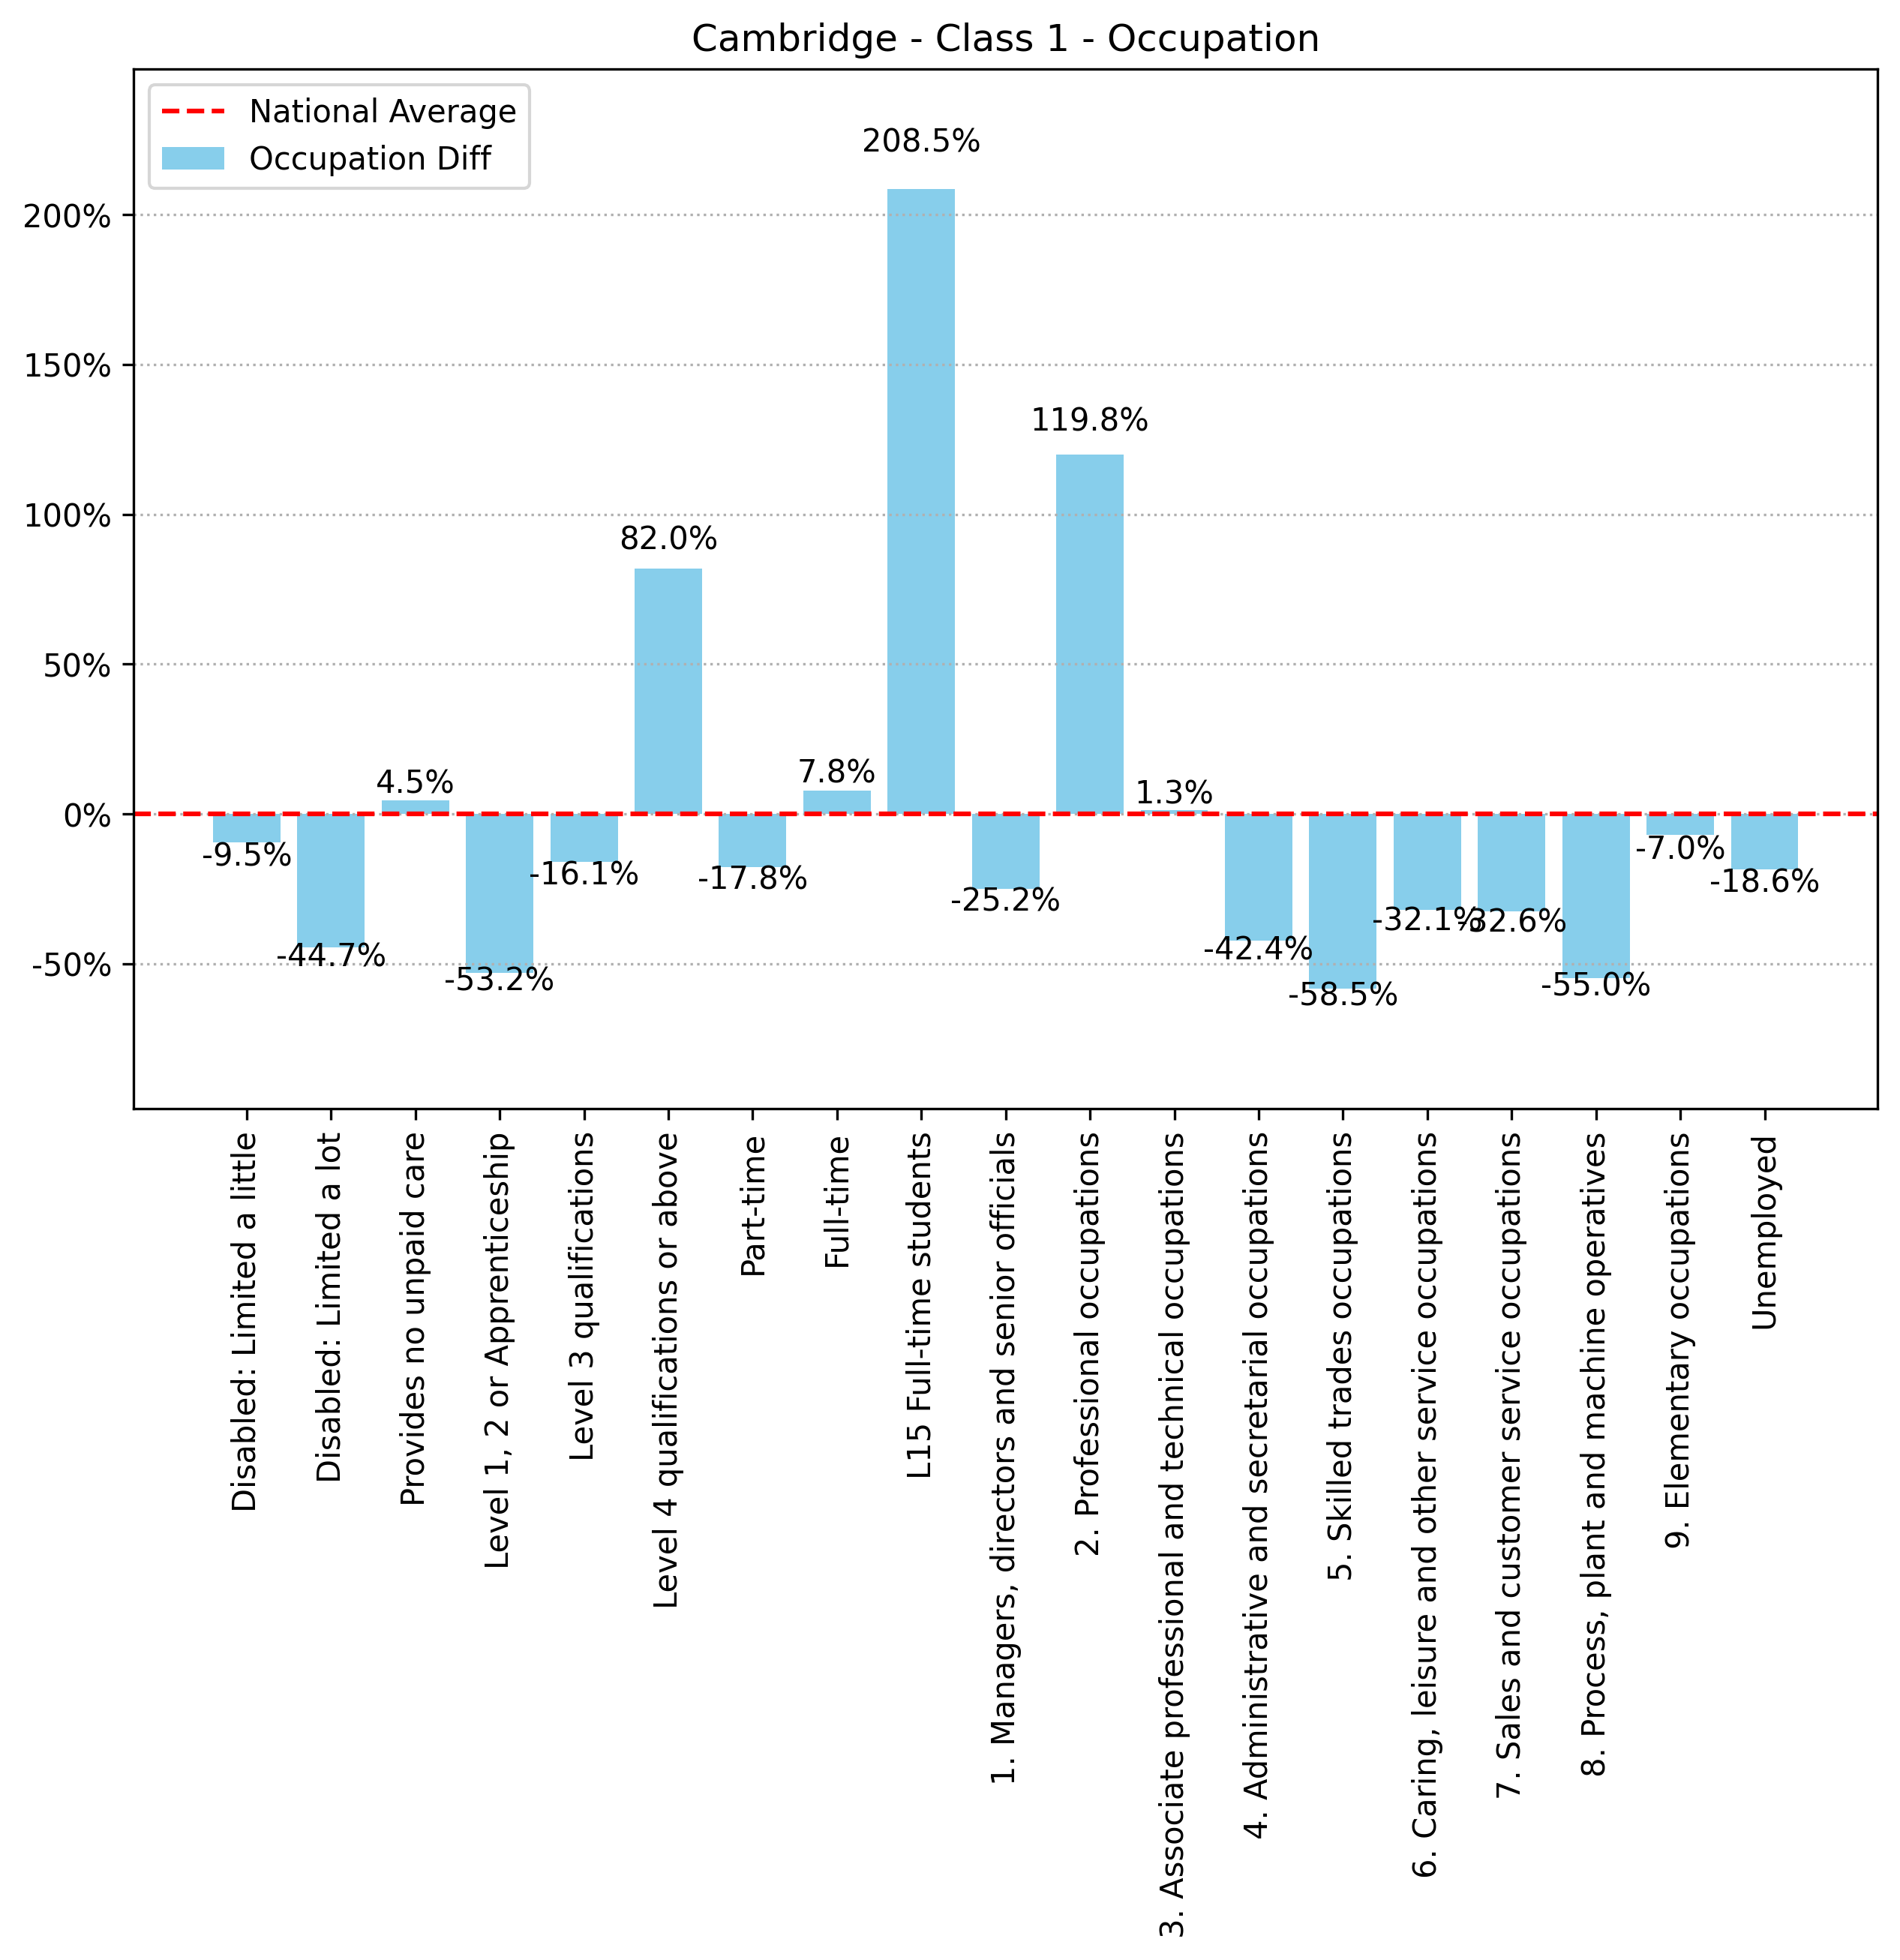 Cambridge - Class 1 - Occupation
National Average
Occupation Diff
200%
150%
100%
50%
0%
-50%
-9.5%
-44.7%
4.5%
-53.2%
-16.1%
82.0%
-17.8%
7.8%
208.5%
-25.2%
119.8%
1.3%
-42.4%
-58.5%
-32.1%
-32.6%
-55.0%
-7.0%
-18.6%
Disabled: Limited a little
Disabled: Limited a lot
Provides no unpaid care
Level 1, 2 or Apprenticeship
Level 3 qualifications
Level 4 qualifications or above
Part-time
Full-time
L15 Full-time students
1. Managers, directors and senior officials
2. Professional occupations
3. Associate professional and technical occupations
4. Administrative and secretarial occupations
5. Skilled trades occupations
6. Caring, leisure and other service occupations
7. Sales and customer service occupations
8. Process, plant and machine operatives
9. Elementary occupations
Unemployed